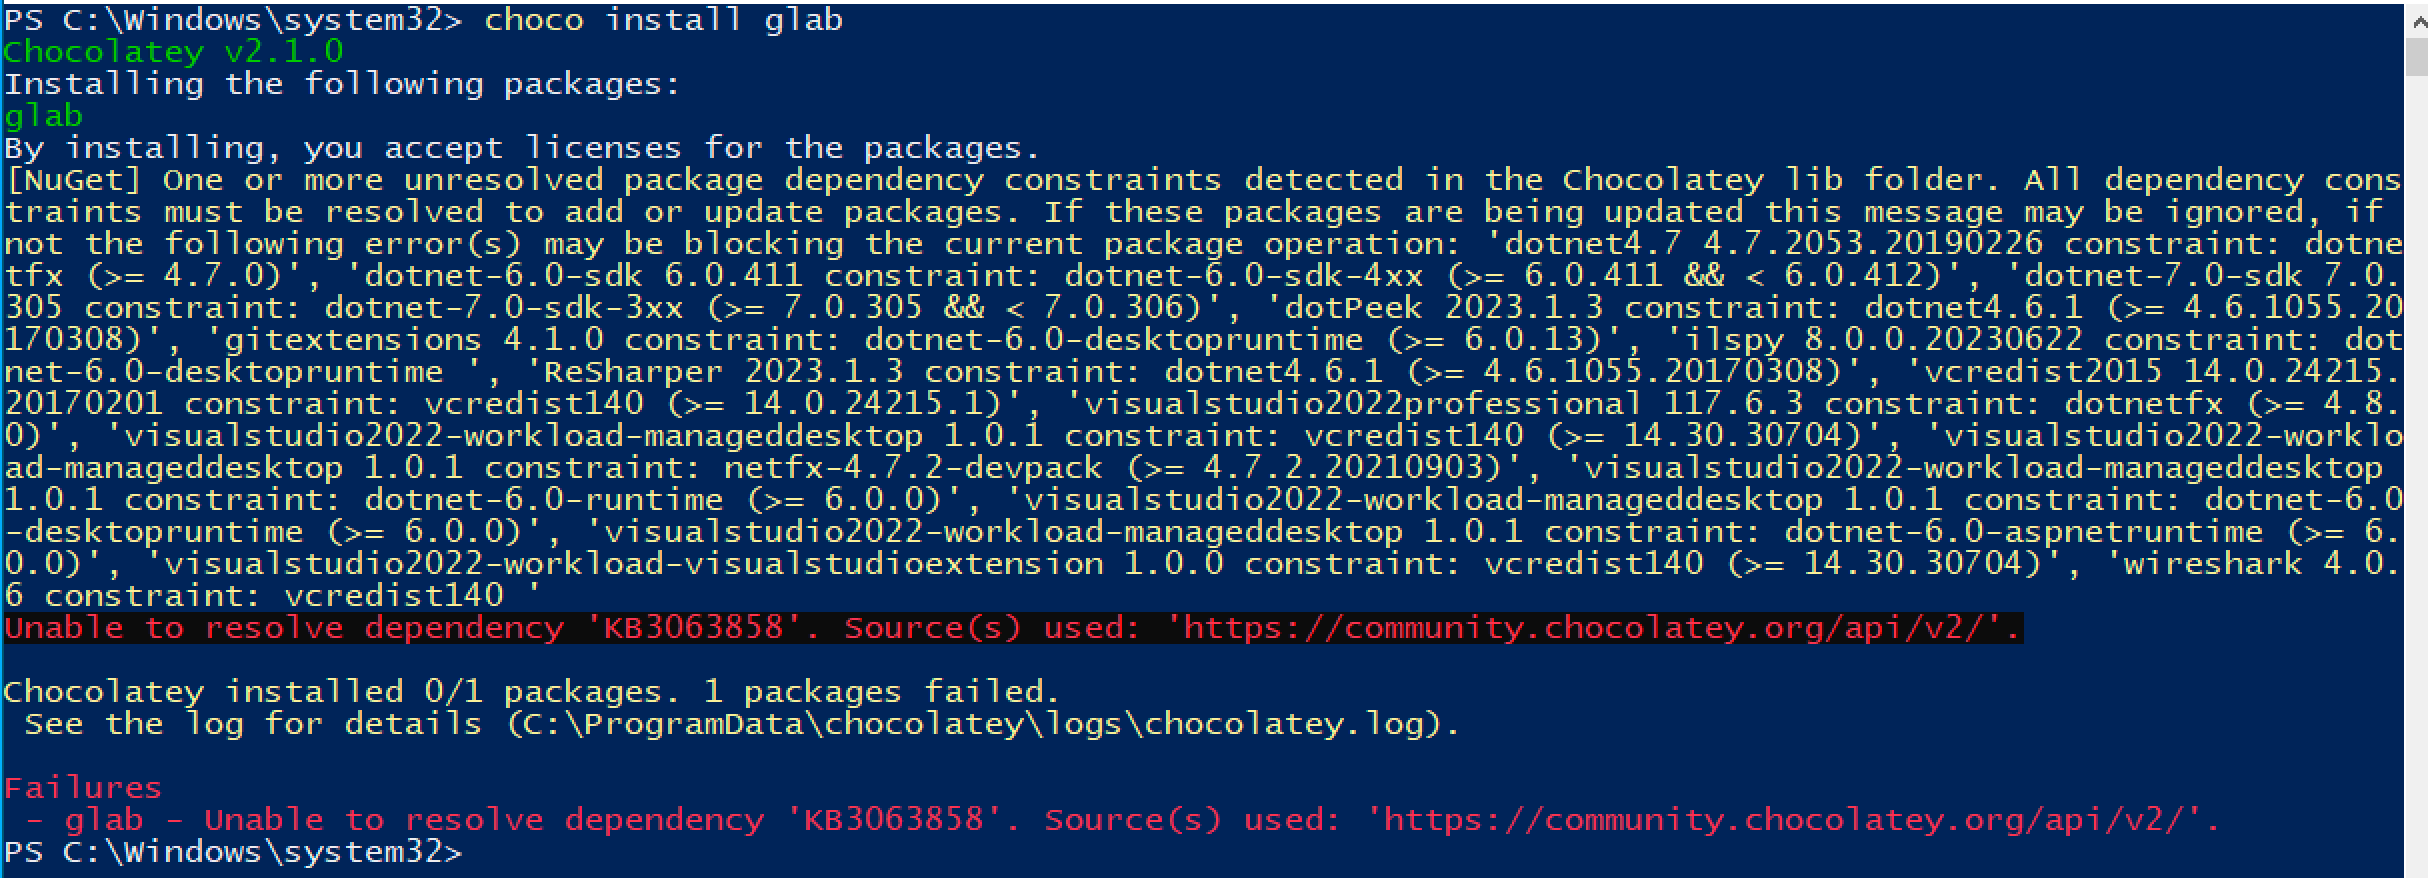 PS C:\Windows\system32> choco install glab
Chocolatey v2.1.0
Installing the following packages:
glab
By installing, you accept licenses for the packages.
[NuGet] One or more unresolved package dependency constraints detected in the Chocolatey lib folder. All dependency cons
traints must be resolved to add or update packages. If these packages are being updated this message may be ignored, if
not the following error(s) may be blocking the current package operation: 'dotnet4.7 4.7.2053.20190226 constraint: dotne
tfx (>= 4.7.0)', 'dotnet-6.0-sdk 6.0.411 constraint: dotnet-6.0-sdk-4xx (>= 6.0.411 && < 6.0.412)', 'dotnet-7.0-sdk 7.0.
305 constraint: dotnet-7.0-sdk-3xx (>= 7.0.305 && < 7.0.306)', 'dotPeek 2023.1.3 constraint: dotnet4.6.1 (>= 4.6.1055.20
170308)', 'gitextensions 4.1.0 constraint: dotnet-6.0-desktopruntime (>= 6.0.13)', 'ilspy 8.0.0.20230622 constraint: dot
net-6.0-desktopruntime ', 'ReSharper 2023.1.3 constraint: dotnet4.6.1 (>= 4.6.1055.20170308)', 'vcredist2015 14.0.24215.
20170201 constraint: vcredist140 (>= 14.0.24215.1)', 'visualstudio2022professional 117.6.3 constraint: dotnetfx (>= 4.8.
0)', 'visualstudio2022-workload-manageddesktop 1.0.1 constraint: vcredist140 (>= 14.30.30704)', 'visualstudio2022-worklo
ad-manageddesktop 1.0.1 constraint: netfx-4.7.2-devpack (>= 4.7.2.20210903)', 'visualstudio2022-workload-manageddesktop
1.0.1 constraint: dotnet-6.0-runtime (>= 6.0.0)', 'visualstudio2022-workload-manageddesktop 1.0.1 constraint: dotnet-6.0
-desktopruntime (>= 6.0.0)', 'visualstudio2022-workload-manageddesktop 1.0.1 constraint: dotnet-6.0-aspnetruntime (>= 6.
0.0)', 'visualstudio2022-workload-visualstudioextension 1.0.0 constraint: vcredist140 (>= 14.30.30704)', 'wireshark 4.0.
6 constraint: vcredist140 '
Unable to resolve dependency 'KB3063858'. Source(s) used: 'https://community.chocolatey.org/api/v2/'.
Chocolatey installed 0/1 packages. 1 packages failed.
 See the log for details (C:\ProgramData\chocolatey\logs\chocolatey.log).
Failures
 - glab - Unable to resolve dependency 'KB3063858'. Source(s) used: 'https://community.chocolatey.org/api/v2/'.
PS C:\Windows\system32>